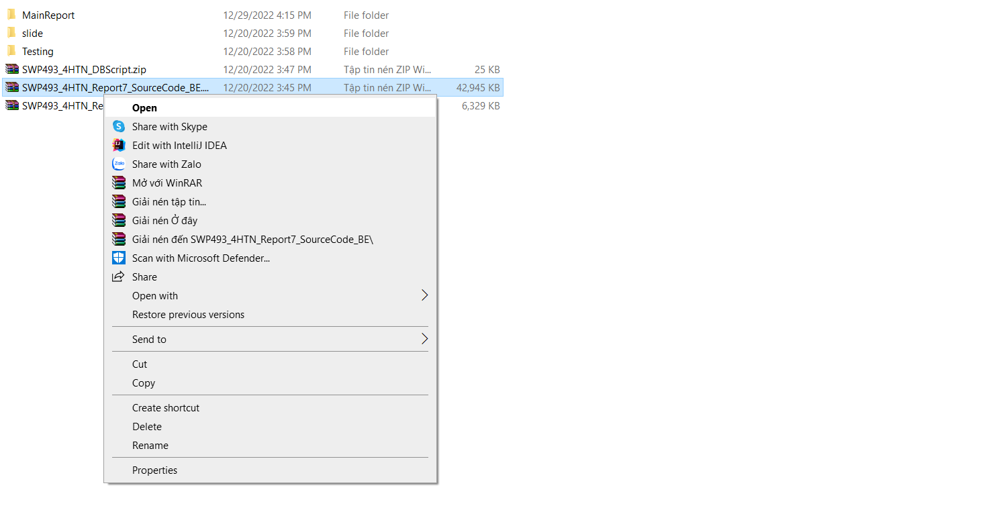 MainReport 12/29/2022 4:15 PM File folder
slide 12/20/2022 3:59 PM File folder
Testing 12/20/2022 3:58 PM File folder
SWP493_4HTN_DBScript.zip 12/20/2022 3:47 PM Tập tin nén ZIP Wi... 25 KB
SWP493_4HTN_Report7_SourceCode_BE.... 12/20/2022 3:45 PM Tập tin nén ZIP Wi... 42,945 KB
SWP493_4HTN_Re 6,329 KB
Open
S
Share with Skype
IJ
Edit with IntelliJ IDEA
Zalo
Share with Zalo
Mở với WinRAR
Giải nén tập tin...
Giải nén Ở đây
Giải nén đến SWP493_4HTN_Report7_SourceCode_BE\
Scan with Microsoft Defender...
Share
Open with
Restore previous versions
Send to
Cut
Copy
Create shortcut
Delete
Rename
Properties